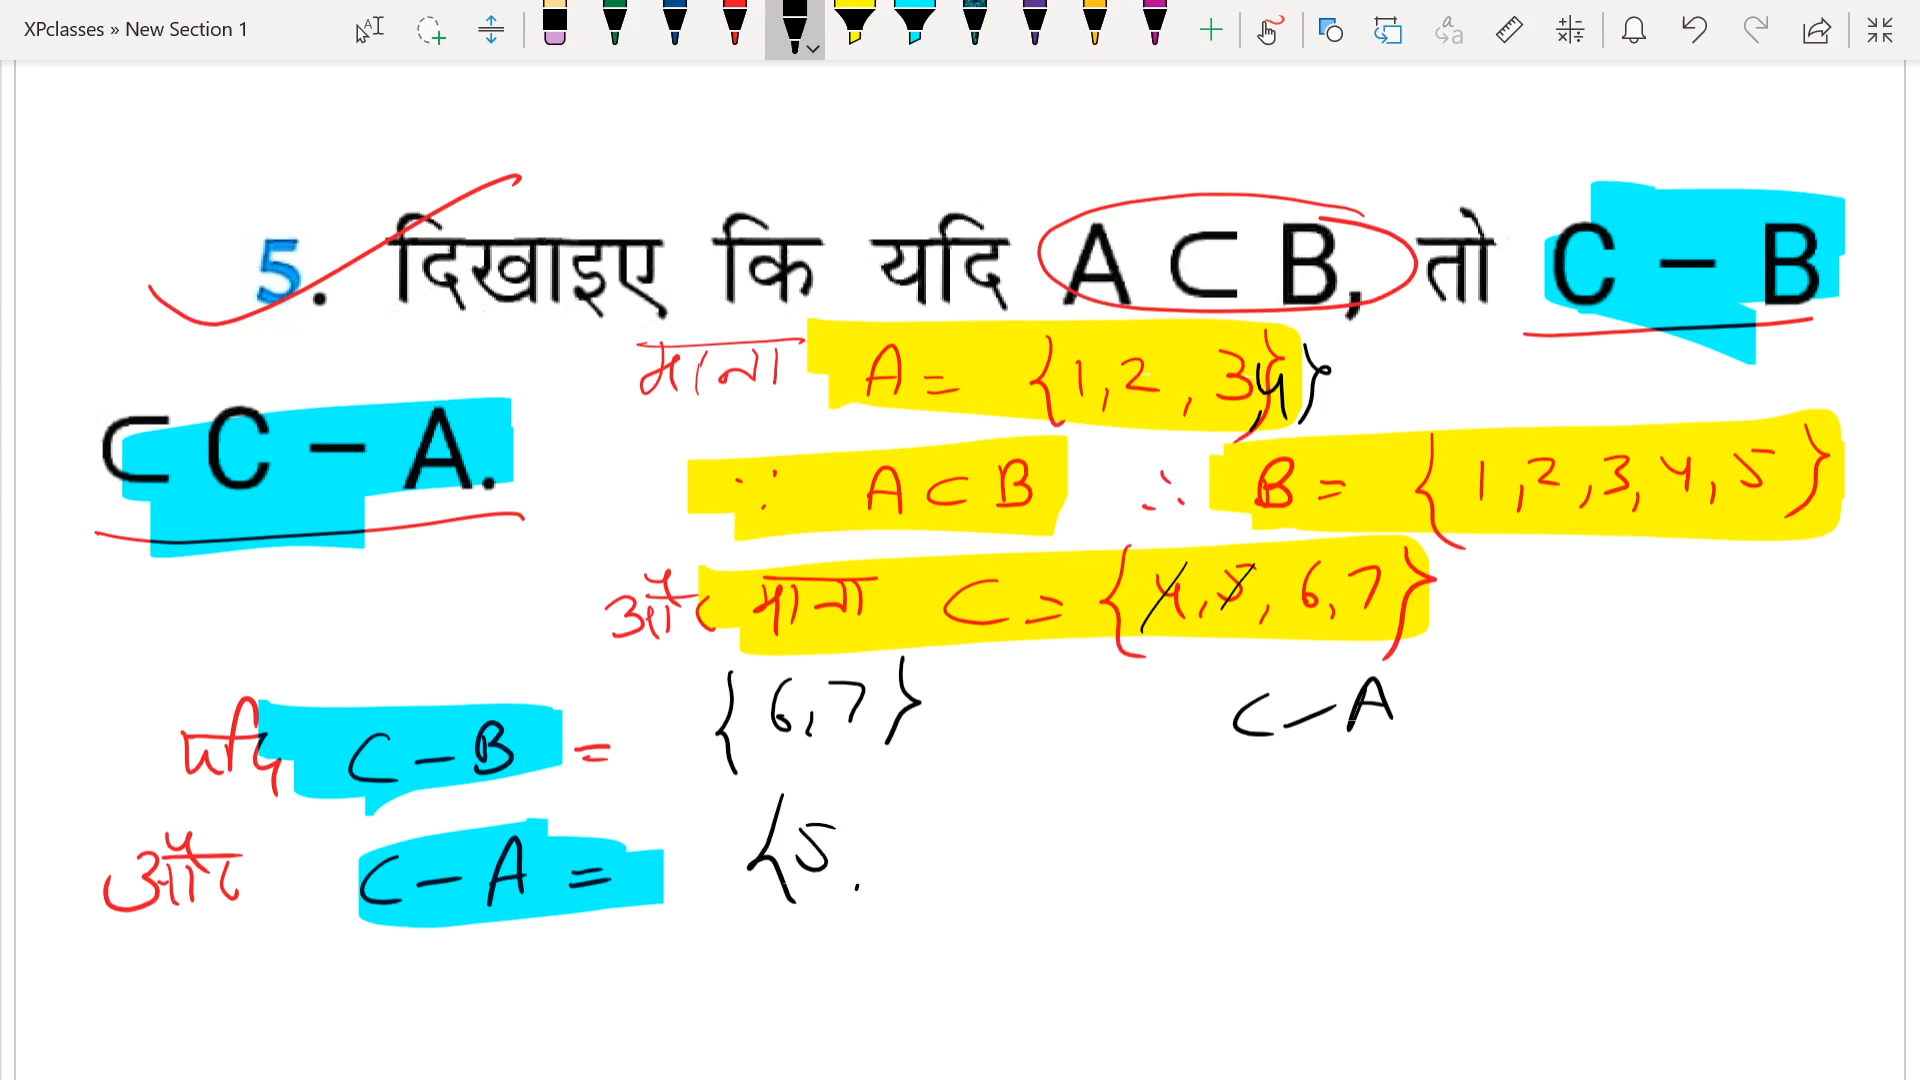 XPclasses » New Section 1
5. दिखाइए कि यदि A ⊂ B, तो C – B
माना A = {1, 2, 3, 4}
⊂ C – A.
∵ A ⊂ B ∴ B = {1, 2, 3, 4, 5}
और माना C = {4, 5, 6, 7}
यदि C – B = {6, 7} C – A
और C – A = {5,